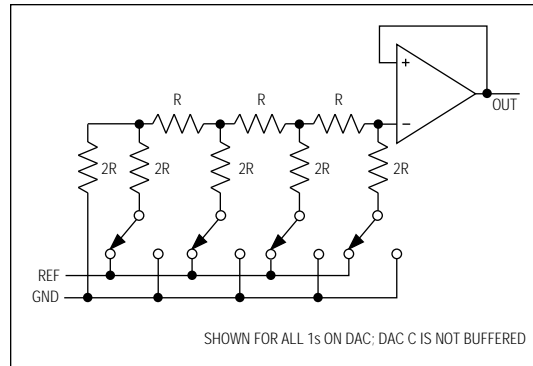 +
OUT
R R R
−
2R 2R 2R 2R 2R
REF
GND
SHOWN FOR ALL 1s ON DAC; DAC C IS NOT BUFFERED